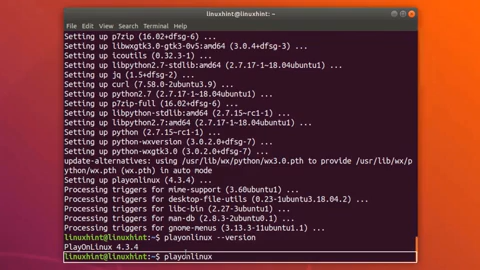 linuxhint@linuxhint: ~
File Edit View Search Terminal Help
Setting up p7zip (16.02+dfsg-6) ...
Setting up libwxgtk3.0-gtk3-0v5:amd64 (3.0.4+dfsg-3) ...
Setting up icoutils (0.32.3-1) ...
Setting up libpython2.7-stdlib:amd64 (2.7.17-1~18.04ubuntu1) ...
Setting up jq (1.5+dfsg-2) ...
Setting up curl (7.58.0-2ubuntu3.9) ...
Setting up python2.7 (2.7.17-1~18.04ubuntu1) ...
Setting up p7zip-full (16.02+dfsg-6) ...
Setting up libpython-stdlib:amd64 (2.7.15~rc1-1) ...
Setting up libpython2.7:amd64 (2.7.17-1~18.04ubuntu1) ...
Setting up python (2.7.15~rc1-1) ...
Setting up python-wxversion (3.0.2.0+dfsg-7) ...
Setting up python-wxgtk3.0 (3.0.2.0+dfsg-7) ...
update-alternatives: using /usr/lib/wx/python/wx3.0.pth to provide /usr/lib/wx/p
ython/wx.pth (wx.pth) in auto mode
Setting up playonlinux (4.3.4) ...
Processing triggers for mime-support (3.60ubuntu1) ...
Processing triggers for desktop-file-utils (0.23-1ubuntu3.18.04.2) ...
Processing triggers for libc-bin (2.27-3ubuntu1) ...
Processing triggers for man-db (2.8.3-2ubuntu0.1) ...
Processing triggers for gnome-menus (3.13.3-11ubuntu1.1) ...
linuxhint@linuxhint:~$ playonlinux --version
PlayOnLinux 4.3.4
linuxhint@linuxhint:~$ playonlinux